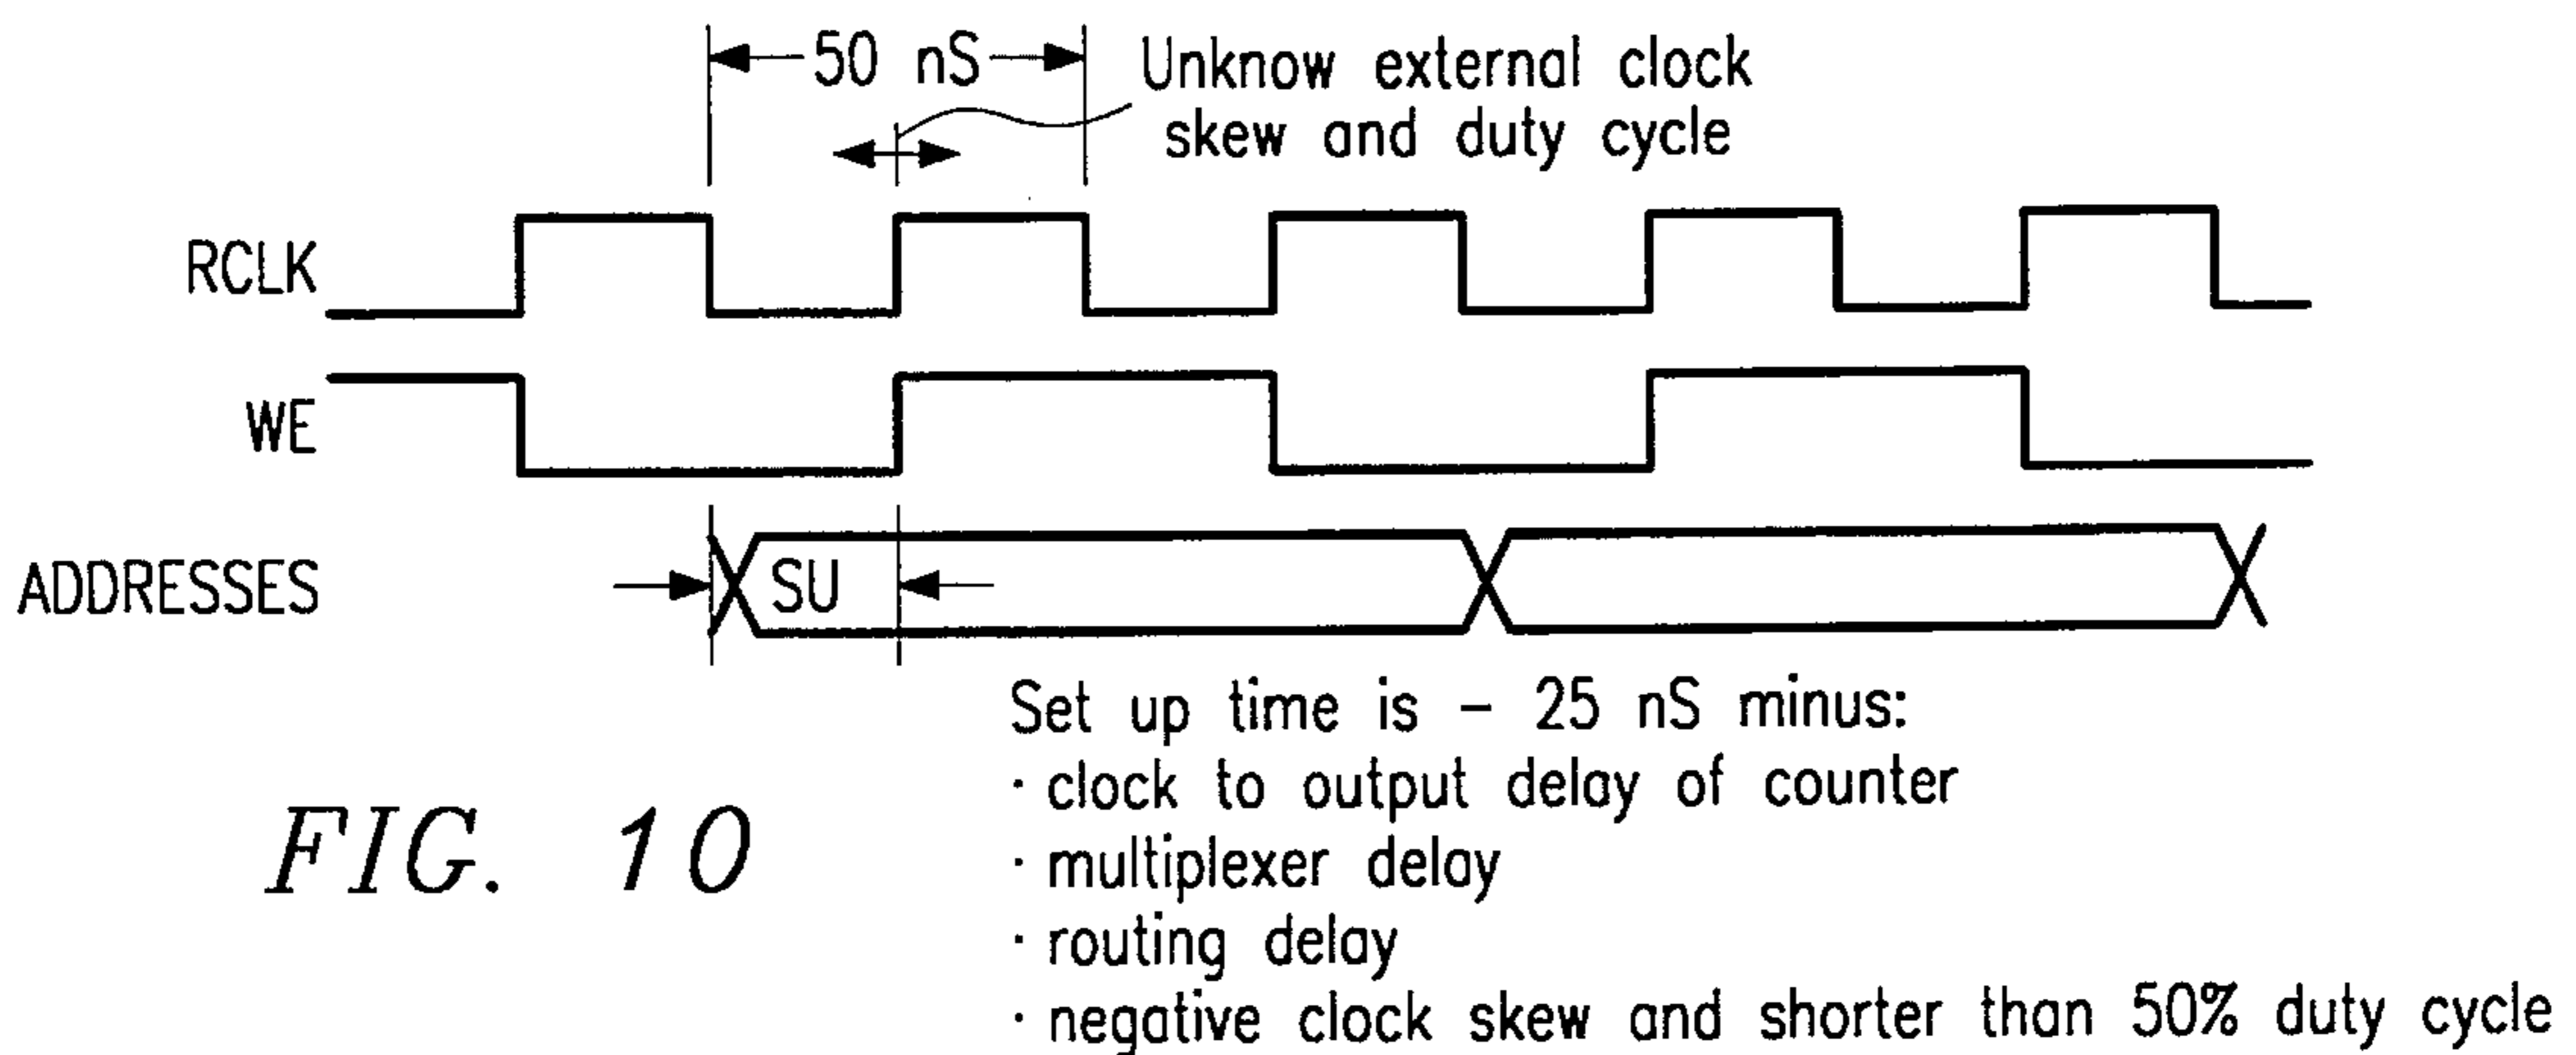 50 nS
Unknow external clock
skew and duty cycle
RCLK
WE
ADDRESSES
SU
Set up time is - 25 nS minus:
· clock to output delay of counter
· multiplexer delay
· routing delay
· negative clock skew and shorter than 50% duty cycle
FIG. 10